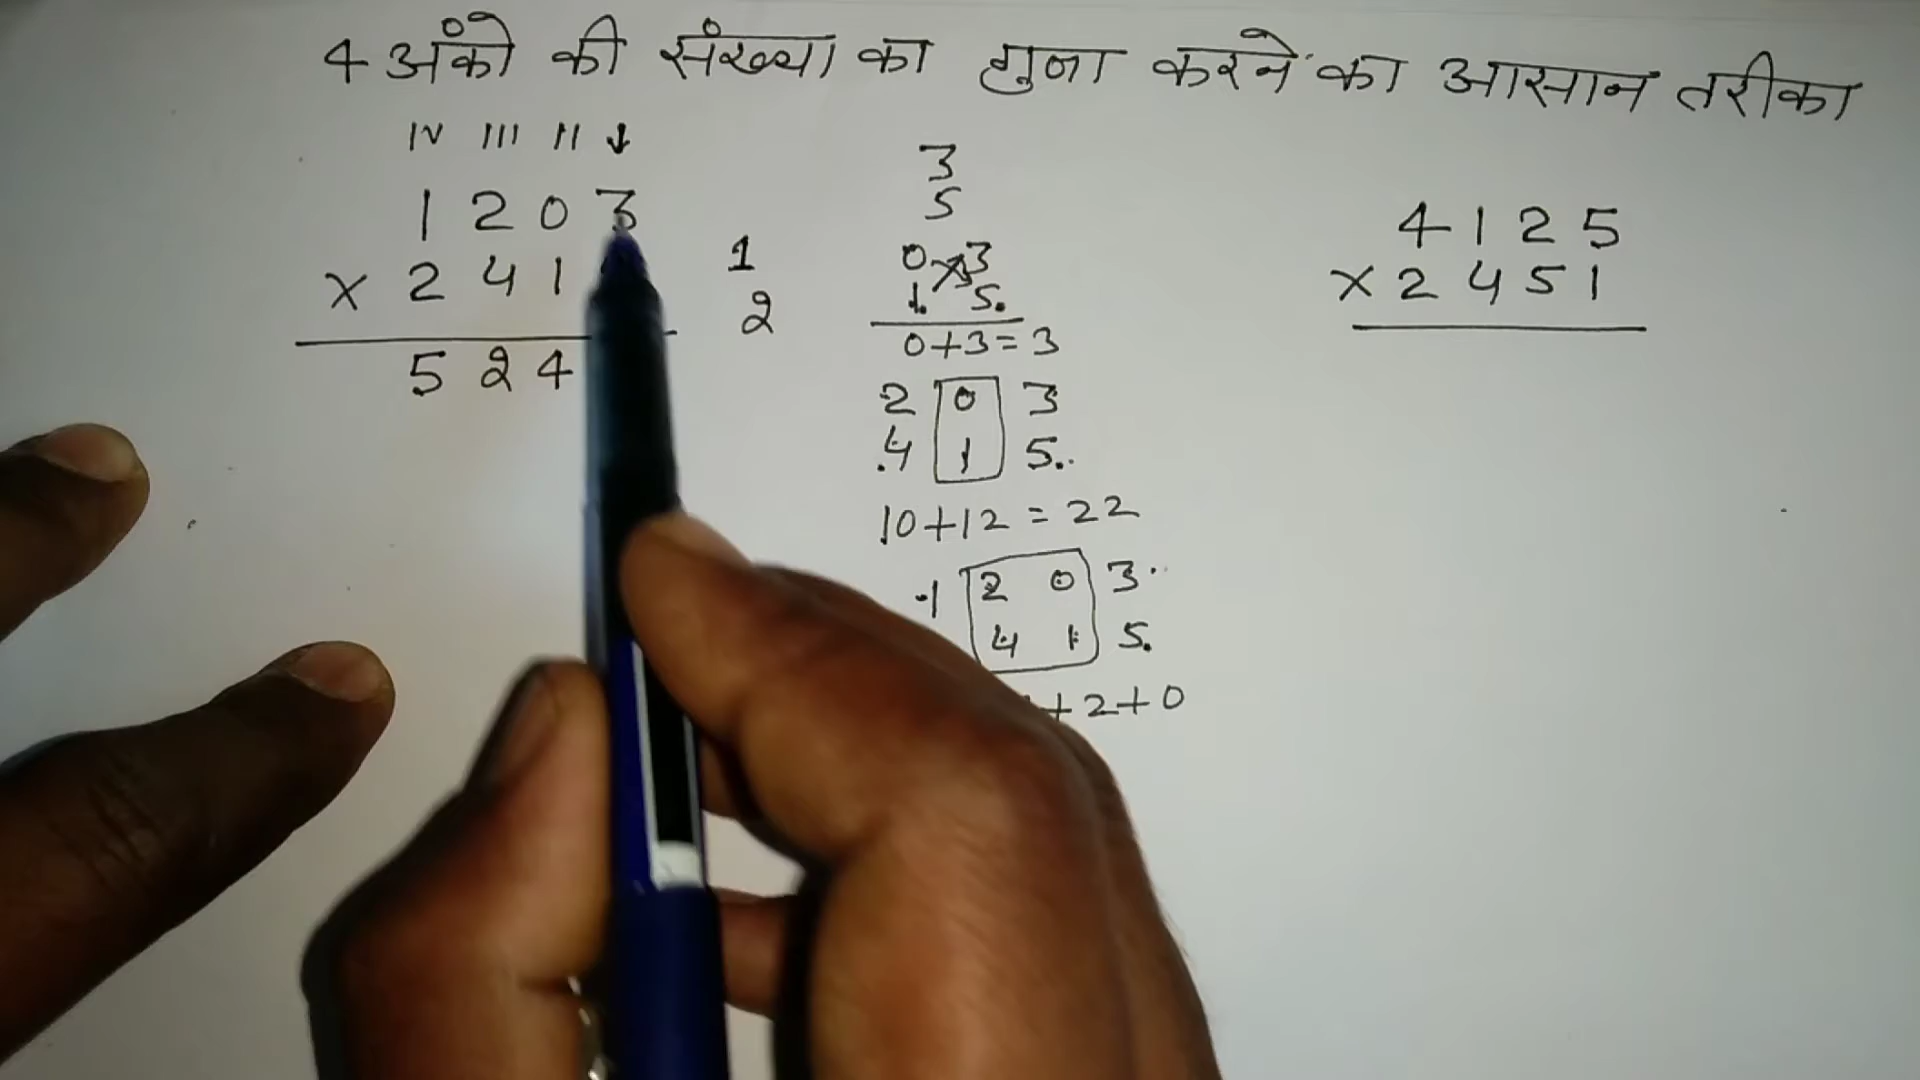 4 अंको की संख्या का गुना करने का आसान तरीका
IV III II ↓
1 2 0 3
x 2 4 1
5 2 4
1
2
3
5
0 x 3
1. 5.
0+3=3
2 0 3
.4 1 5..
10+12=22
.1 2 0 3.
4 1 5.
+2+0
4 1 2 5
x 2 4 5 1